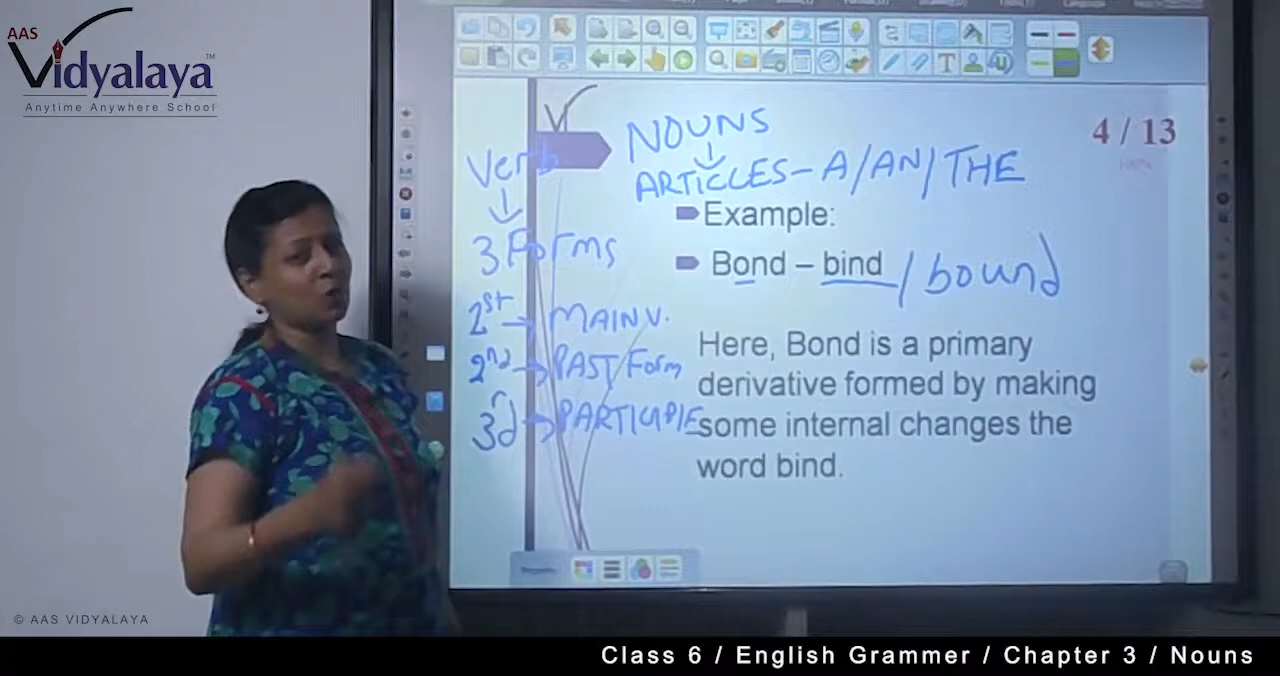 AAS
Vidyalaya™
Anytime Anywhere School
4 / 13
NOUNS
ARTICLES – A/AN/THE
Verb
3 Forms
1st → MAIN V.
2nd → PAST Form
3rd → PARTICIPLE
Example:
Bond – bind / bound
Here, Bond is a primary
derivative formed by making
some internal changes the
word bind.
© AAS VIDYALAYA
Class 6 / English Grammer / Chapter 3 / Nouns